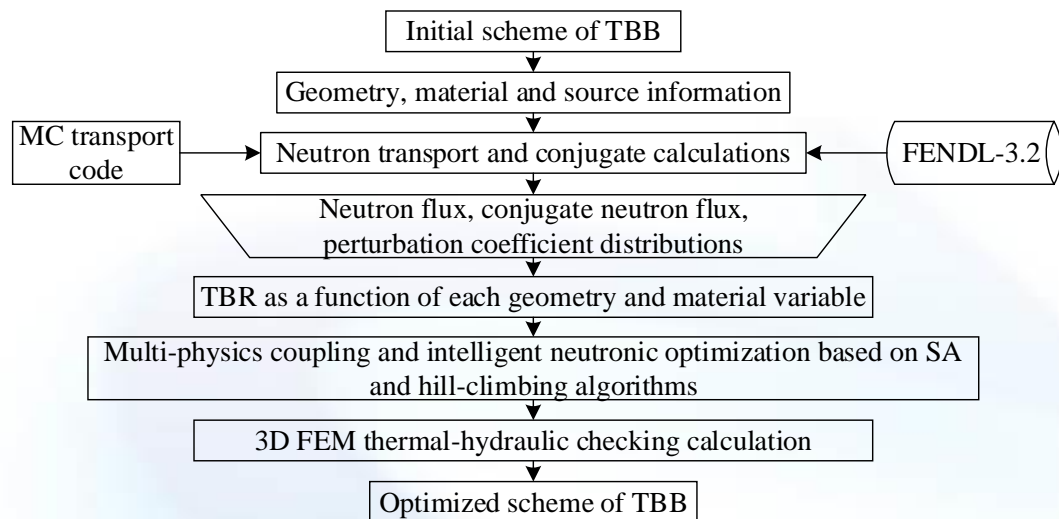 Initial scheme of TBB
Geometry, material and source information
MC transport
code
Neutron transport and conjugate calculations
FENDL-3.2
Neutron flux, conjugate neutron flux,
perturbation coefficient distributions
TBR as a function of each geometry and material variable
Multi-physics coupling and intelligent neutronic optimization based on SA
and hill-climbing algorithms
3D FEM thermal-hydraulic checking calculation
Optimized scheme of TBB